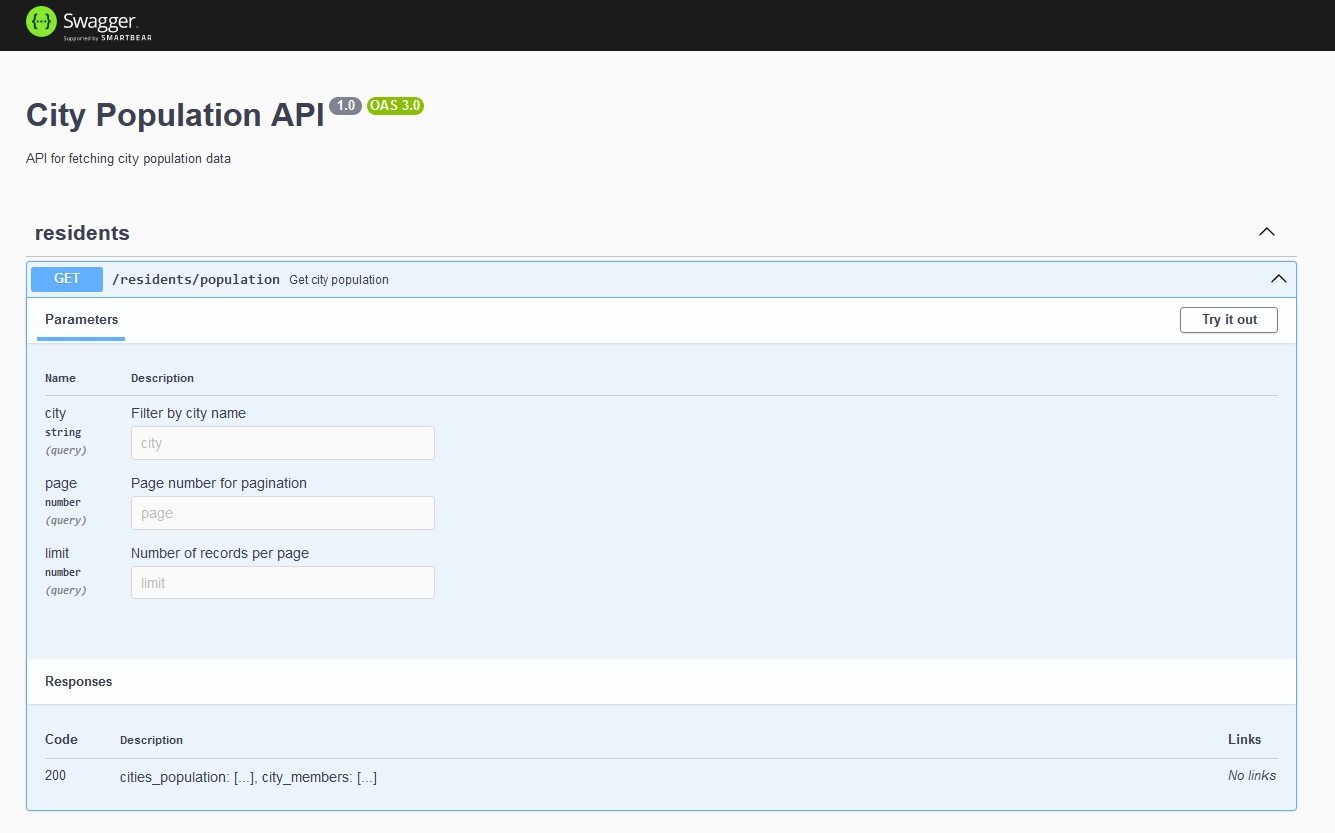 Swagger.
Supported by SMARTBEAR
City Population API 1.0 OAS 3.0
API for fetching city population data
residents
GET /residents/population Get city population
Parameters Try it out
Name Description
city Filter by city name
string
(query) city
page Page number for pagination
number
(query) page
limit Number of records per page
number
(query) limit
Responses
Code Description Links
200 cities_population: [...], city_members: [...] No links